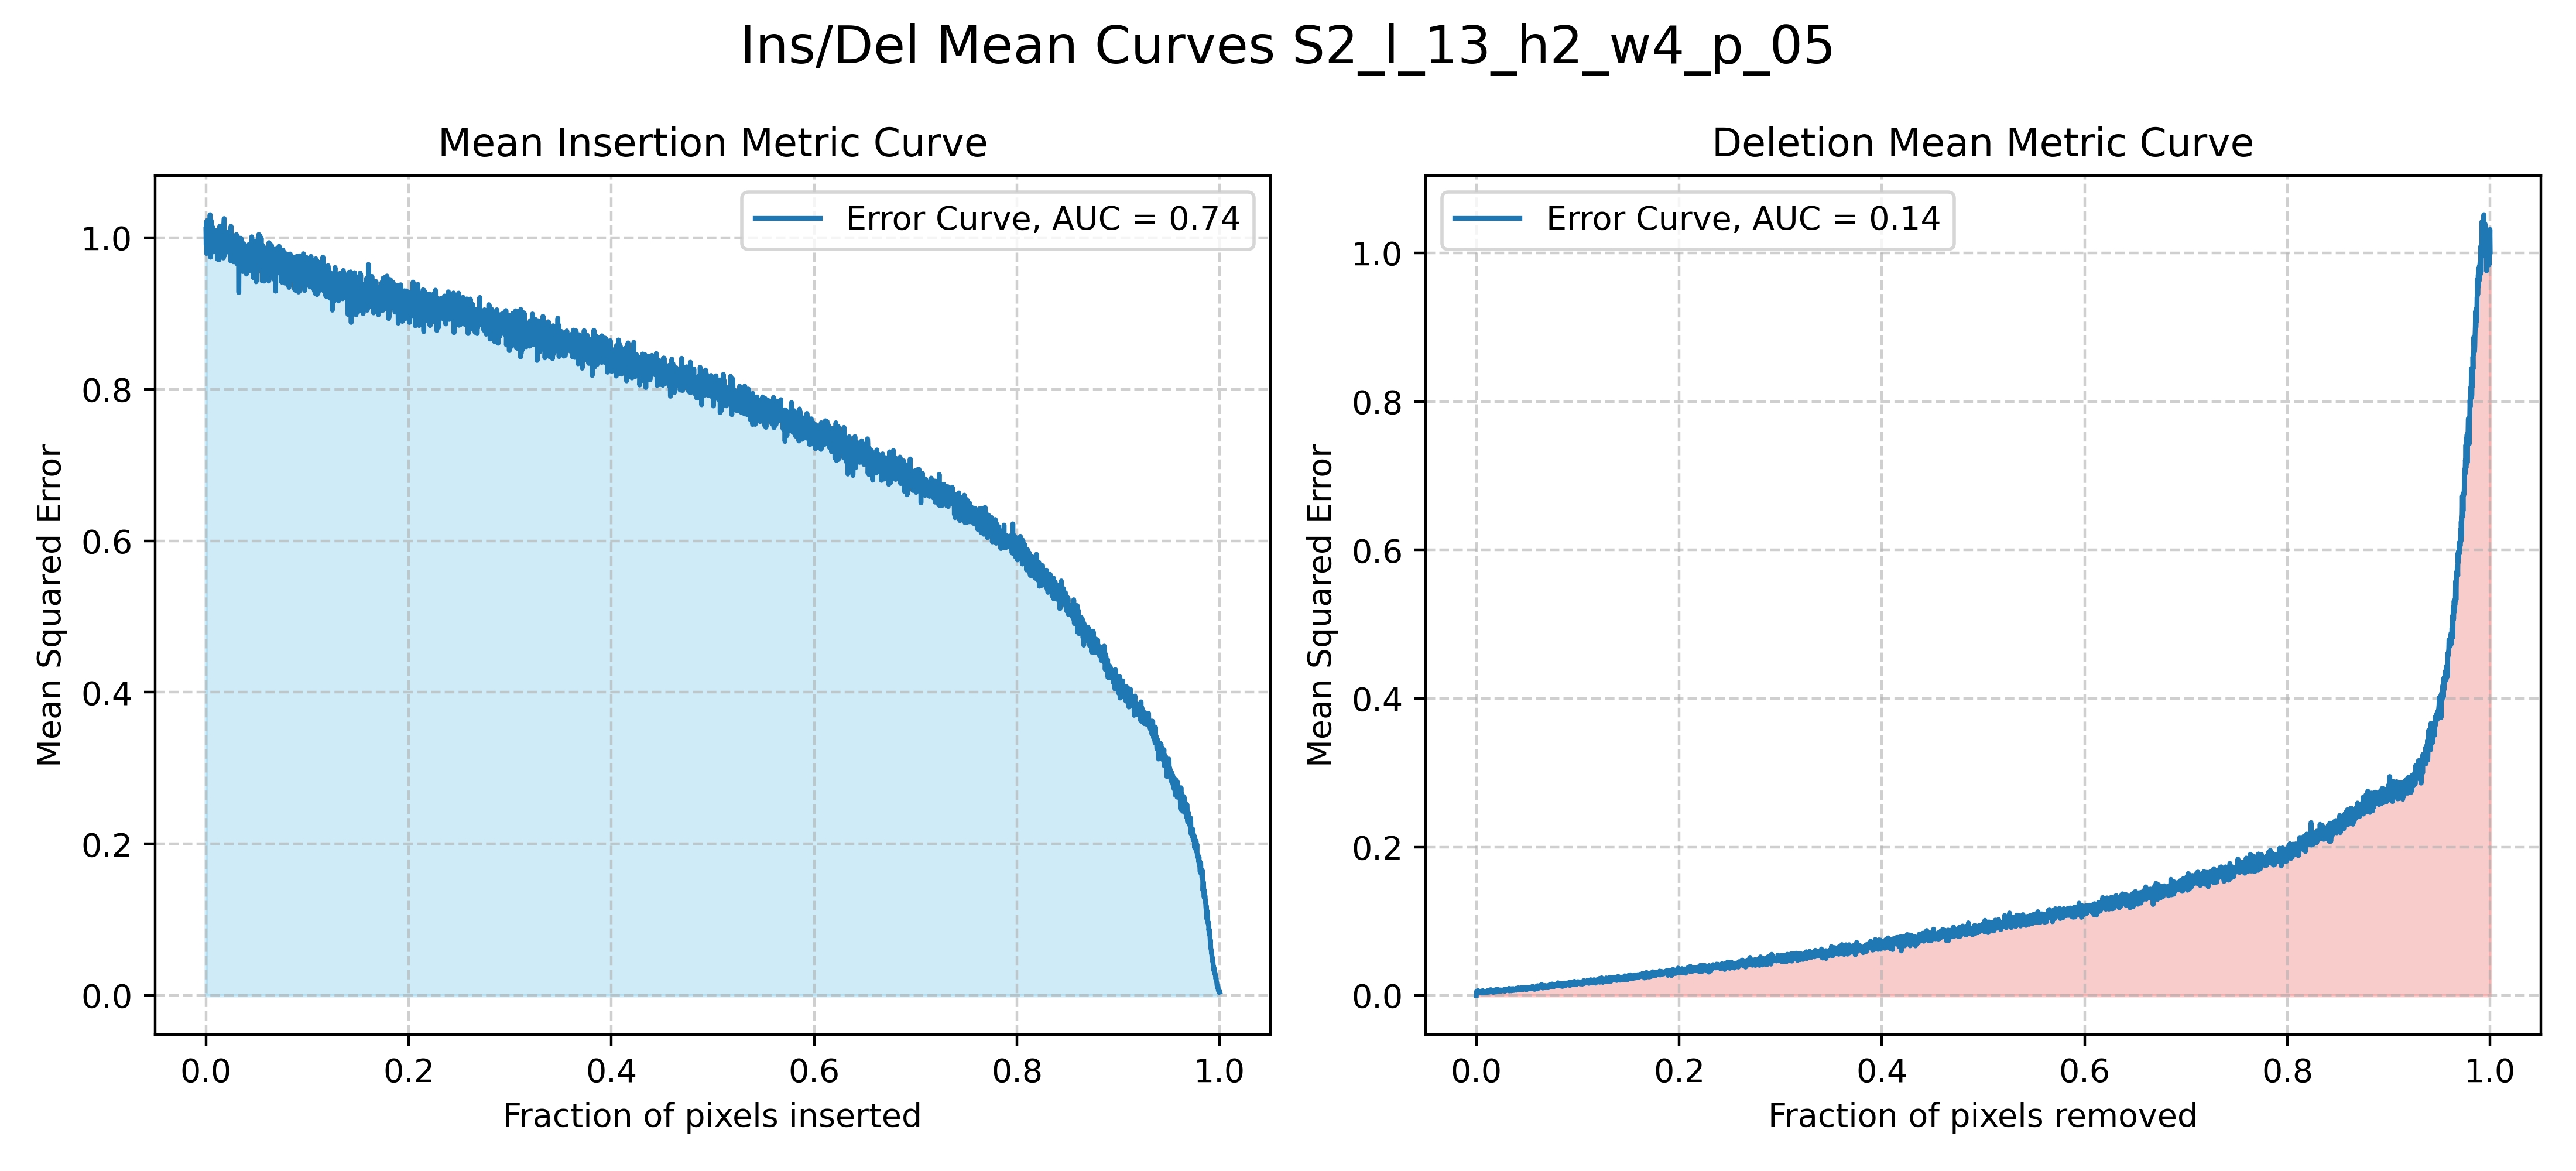 Ins/Del Mean Curves S2_l_13_h2_w4_p_05
Mean Insertion Metric Curve
Error Curve, AUC = 0.74
Mean Squared Error
1.0
0.8
0.6
0.4
0.2
0.0
0.0 0.2 0.4 0.6 0.8 1.0
Fraction of pixels inserted
Deletion Mean Metric Curve
Error Curve, AUC = 0.14
Mean Squared Error
1.0
0.8
0.6
0.4
0.2
0.0
0.0 0.2 0.4 0.6 0.8 1.0
Fraction of pixels removed